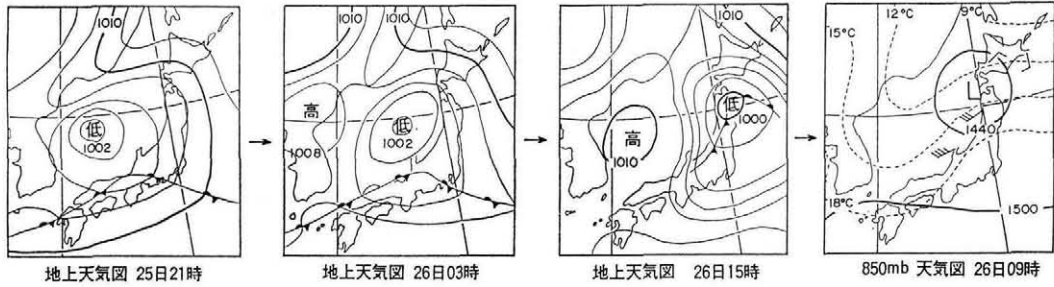 1010
低
1002
地上天気図 25日21時
1010
高
1008
低
1002
地上天気図 26日03時
1010
低
1000
高
1010
地上天気図 26日15時
15°C
12°C
9°C
L
1440
18°C
1500
850mb 天気図 26日09時